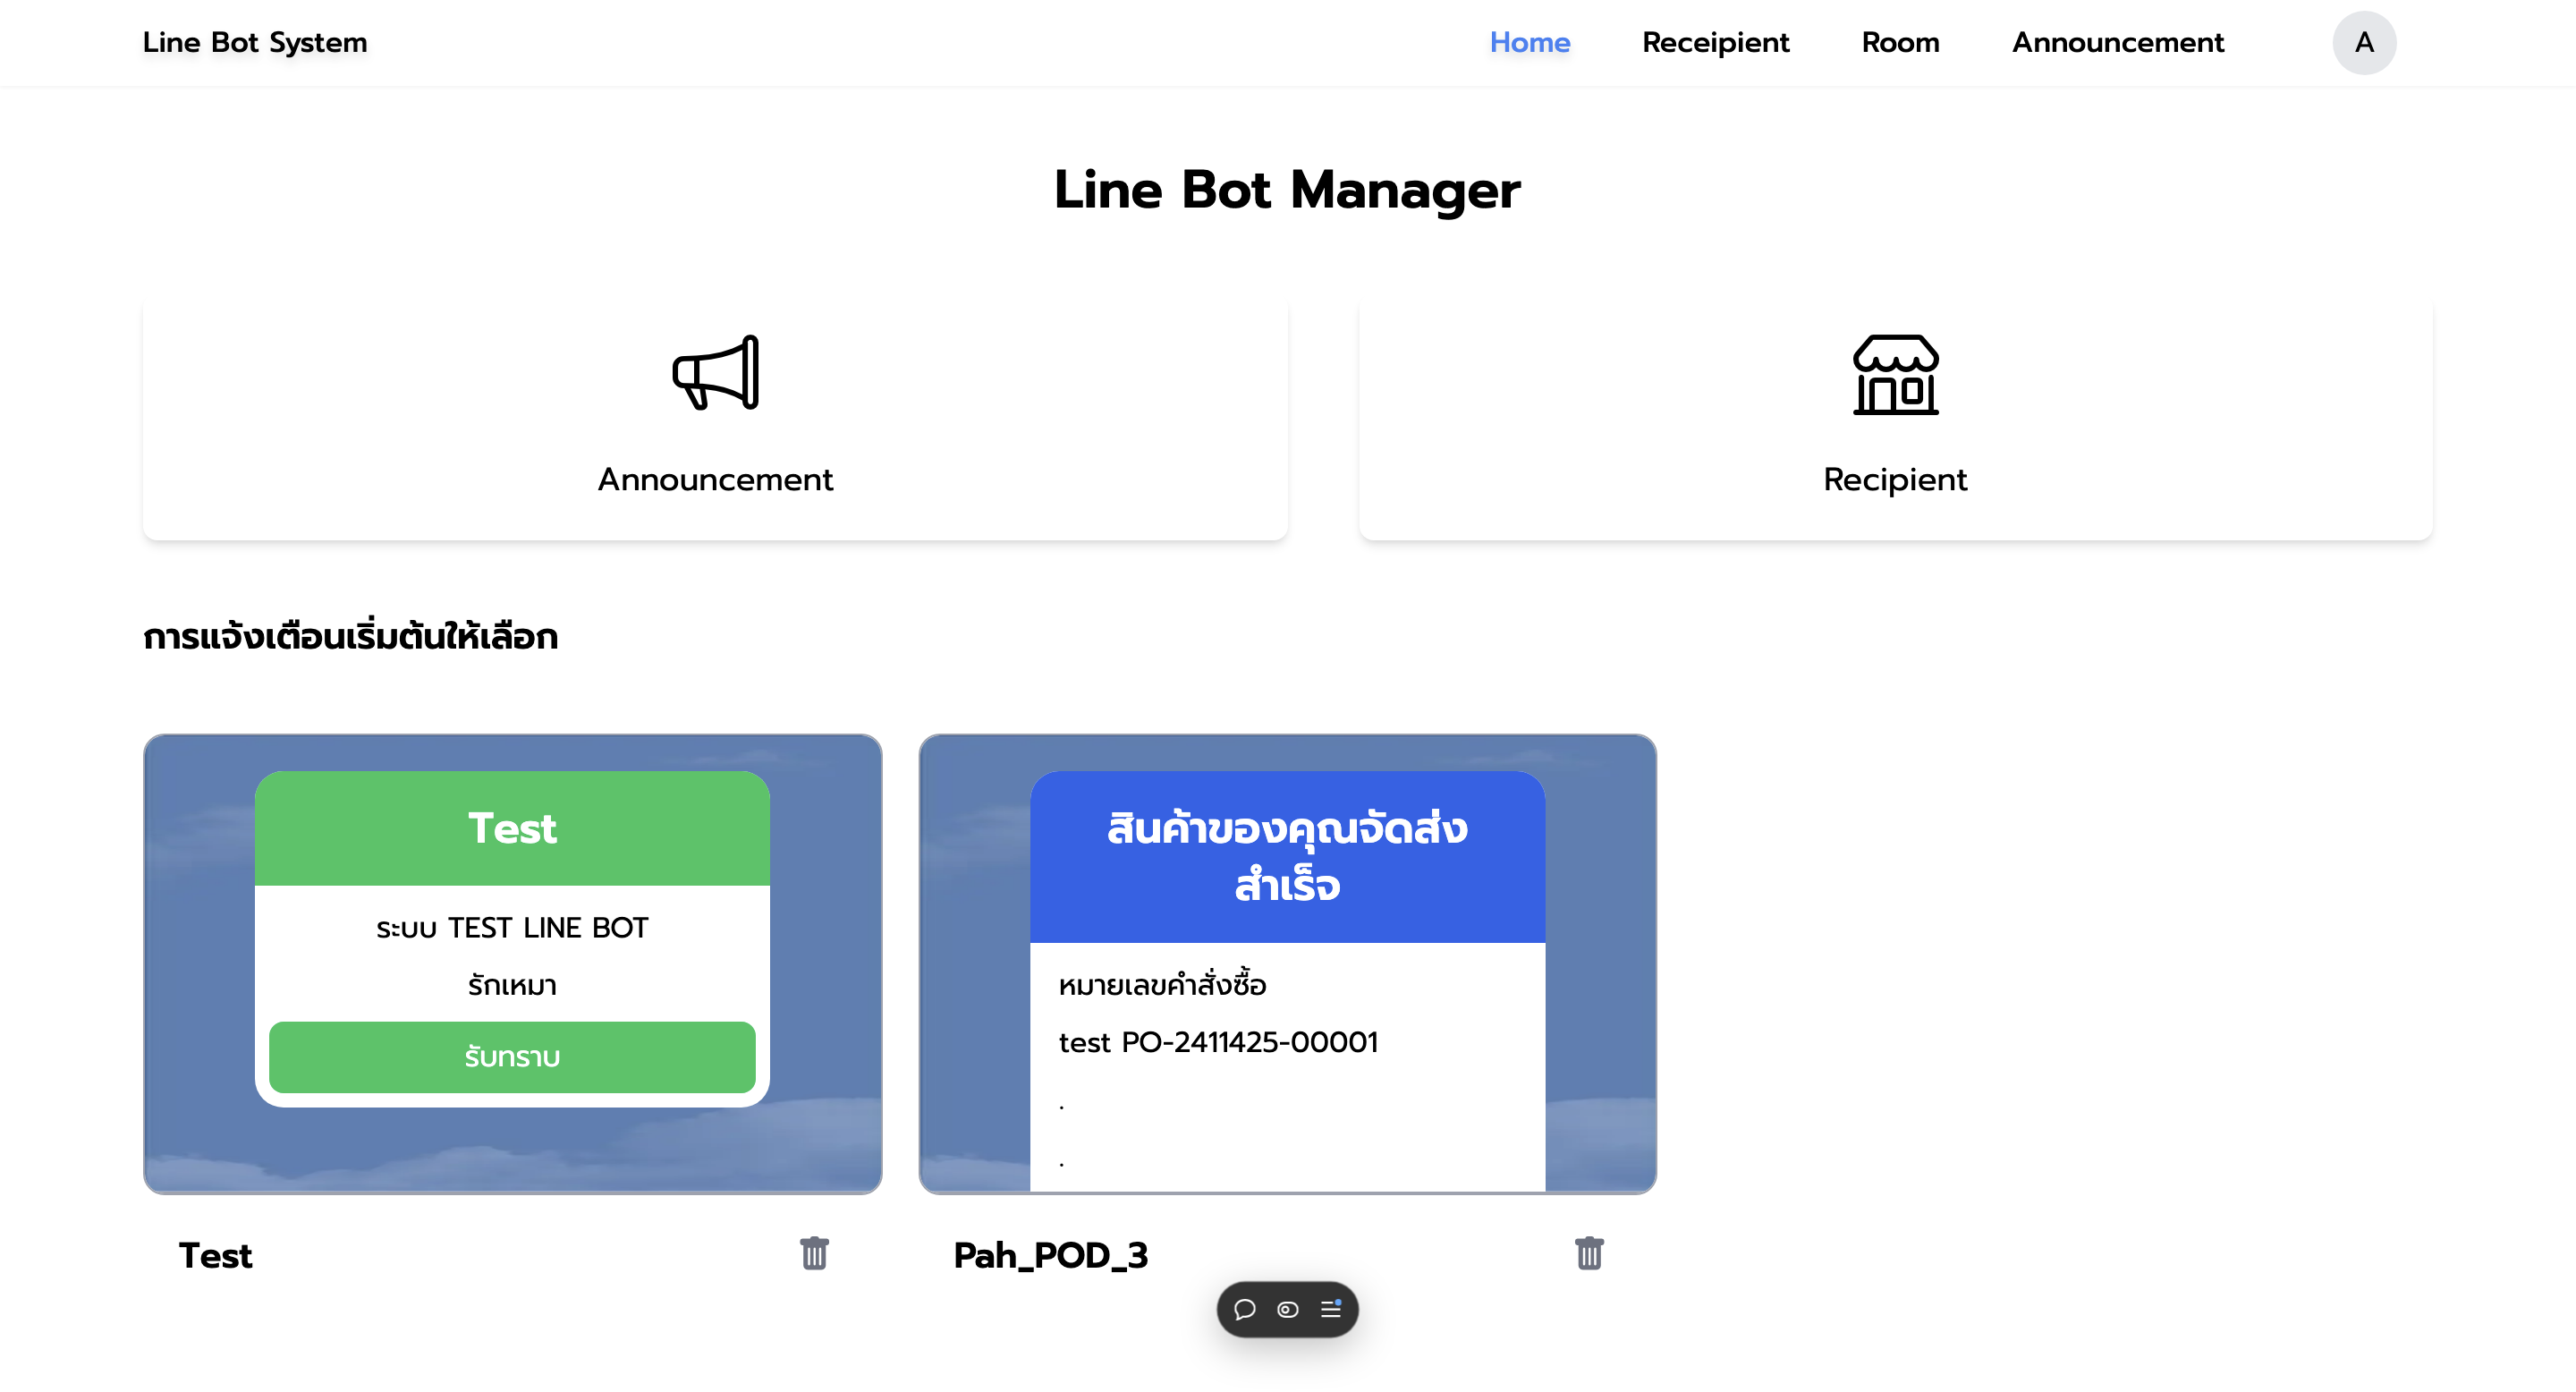 Line Bot System
Home
Receipient
Room
Announcement
A
Line Bot Manager
Announcement
Recipient
การแจ้งเตือนเริ่มต้นให้เลือก
Test
ระบบ TEST LINE BOT
รักเหมา
รับทราบ
Test
สินค้าของคุณจัดส่ง
สำเร็จ
หมายเลขคำสั่งซื้อ
test PO-2411425-00001
.
.
Pah_POD_3